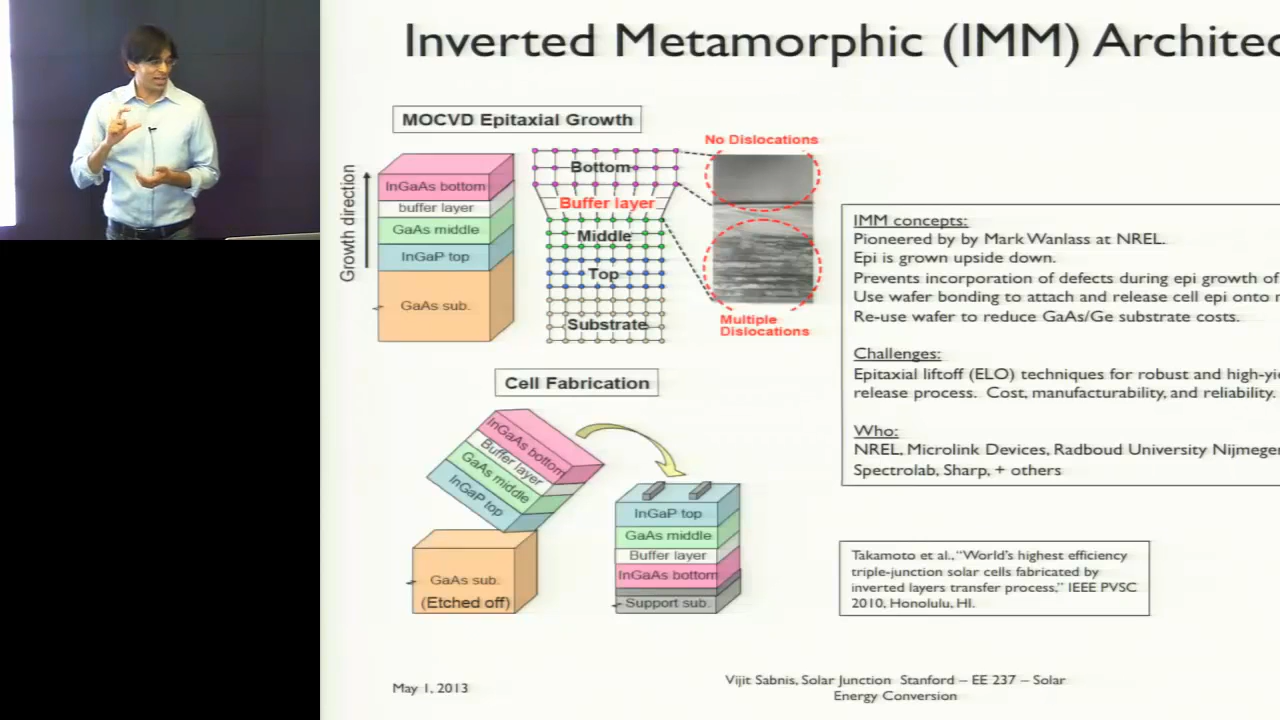 Inverted Metamorphic (IMM) Architec
MOCVD Epitaxial Growth
No Dislocations
Growth direction
InGaAs bottom
buffer layer
GaAs middle
InGaP top
GaAs sub.
Bottom
Buffer layer
Middle
Top
Substrate
Multiple
Dislocations
IMM concepts:
Pioneered by by Mark Wanlass at NREL.
Epi is grown upside down.
Prevents incorporation of defects during epi growth of
Use wafer bonding to attach and release cell epi onto
Re-use wafer to reduce GaAs/Ge substrate costs.
Challenges:
Epitaxial liftoff (ELO) techniques for robust and high-yie
release process. Cost, manufacturability, and reliability.
Who:
NREL, Microlink Devices, Radboud University Nijmegen
Spectrolab, Sharp, + others
Cell Fabrication
InGaAs bottom
Buffer layer
GaAs middle
InGaP top
GaAs sub.
(Etched off)
InGaP top
GaAs middle
Buffer layer
InGaAs bottom
Support sub.
Takamoto et al., "World's highest efficiency
triple-junction solar cells fabricated by
inverted layers transfer process," IEEE PVSC
2010, Honolulu, HI.
May 1, 2013
Vijit Sabnis, Solar Junction Stanford – EE 237 – Solar
Energy Conversion